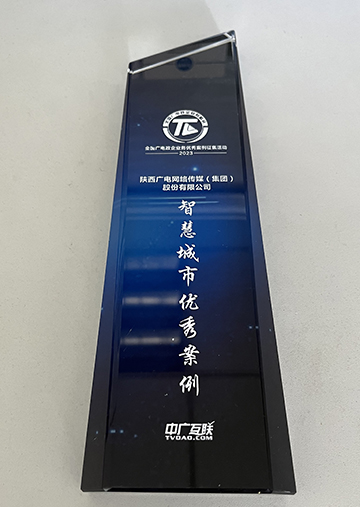 全国广电政企业务优秀案例征集活动
2023
陕西广电网络传媒（集团）
股份有限公司
智慧城市优秀案例
中广互联
TVOAO.COM